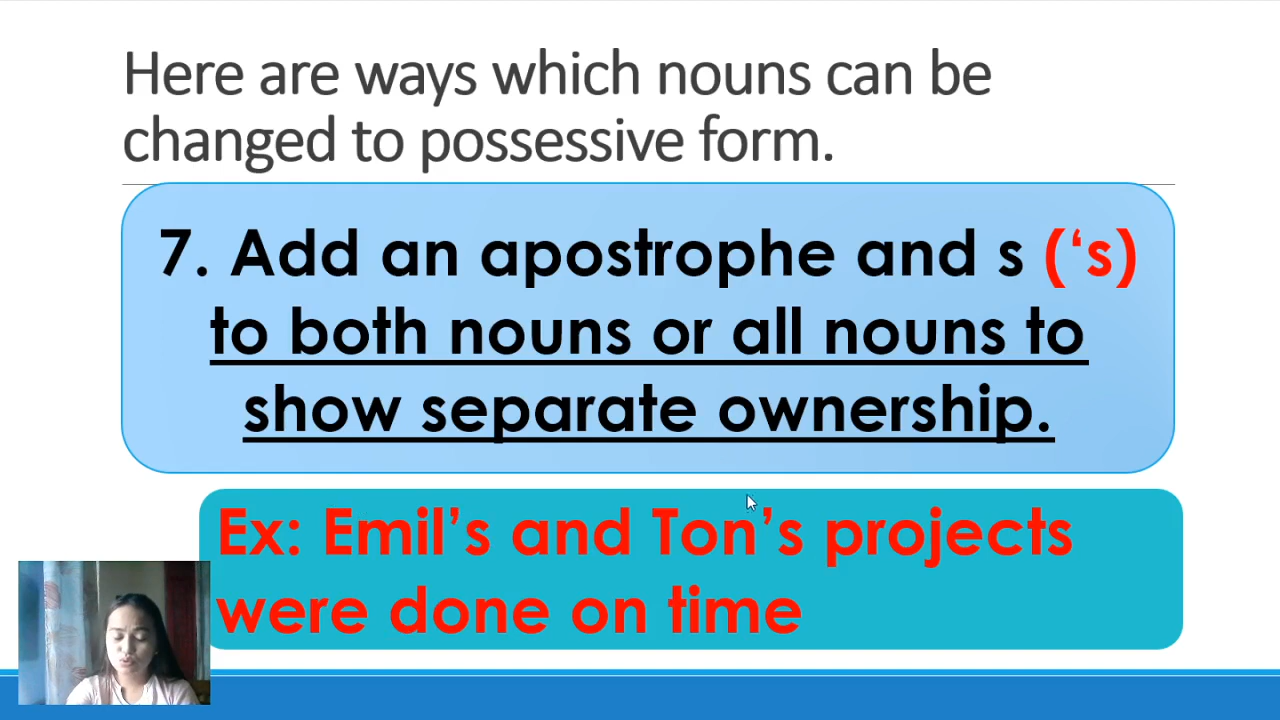 Here are ways which nouns can be
changed to possessive form.
7. Add an apostrophe and s (‘s)
to both nouns or all nouns to
show separate ownership.
Ex: Emil’s and Ton’s projects
were done on time